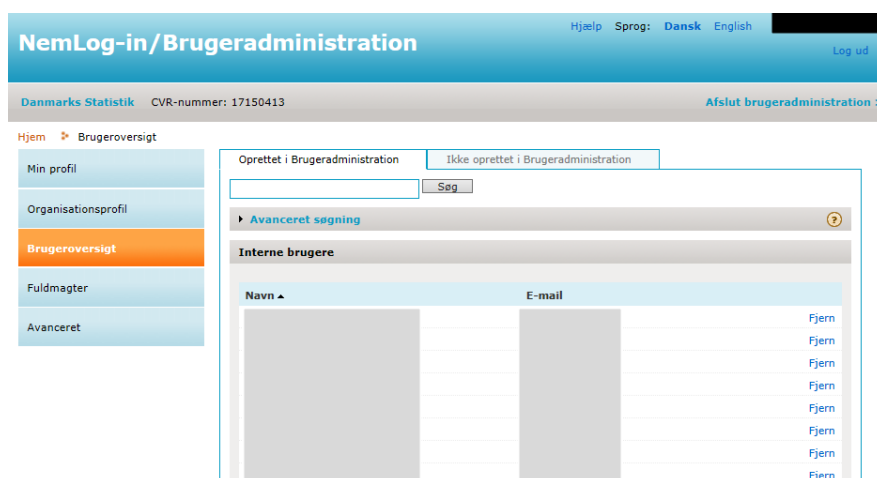 Hjælp Sprog: Dansk English
NemLog-in/Brugeradministration
Log ud
Danmarks Statistik CVR-nummer: 17150413 Afslut brugeradministration
Hjem Brugeroversigt
Min profil
Organisationsprofil
Brugeroversigt
Fuldmagter
Avanceret
Oprettet i Brugeradministration Ikke oprettet i Brugeradministration
Søg
Avanceret søgning ?
Interne brugere
Navn E-mail
Fjern
Fjern
Fjern
Fjern
Fjern
Fjern
Fjern
Fjern